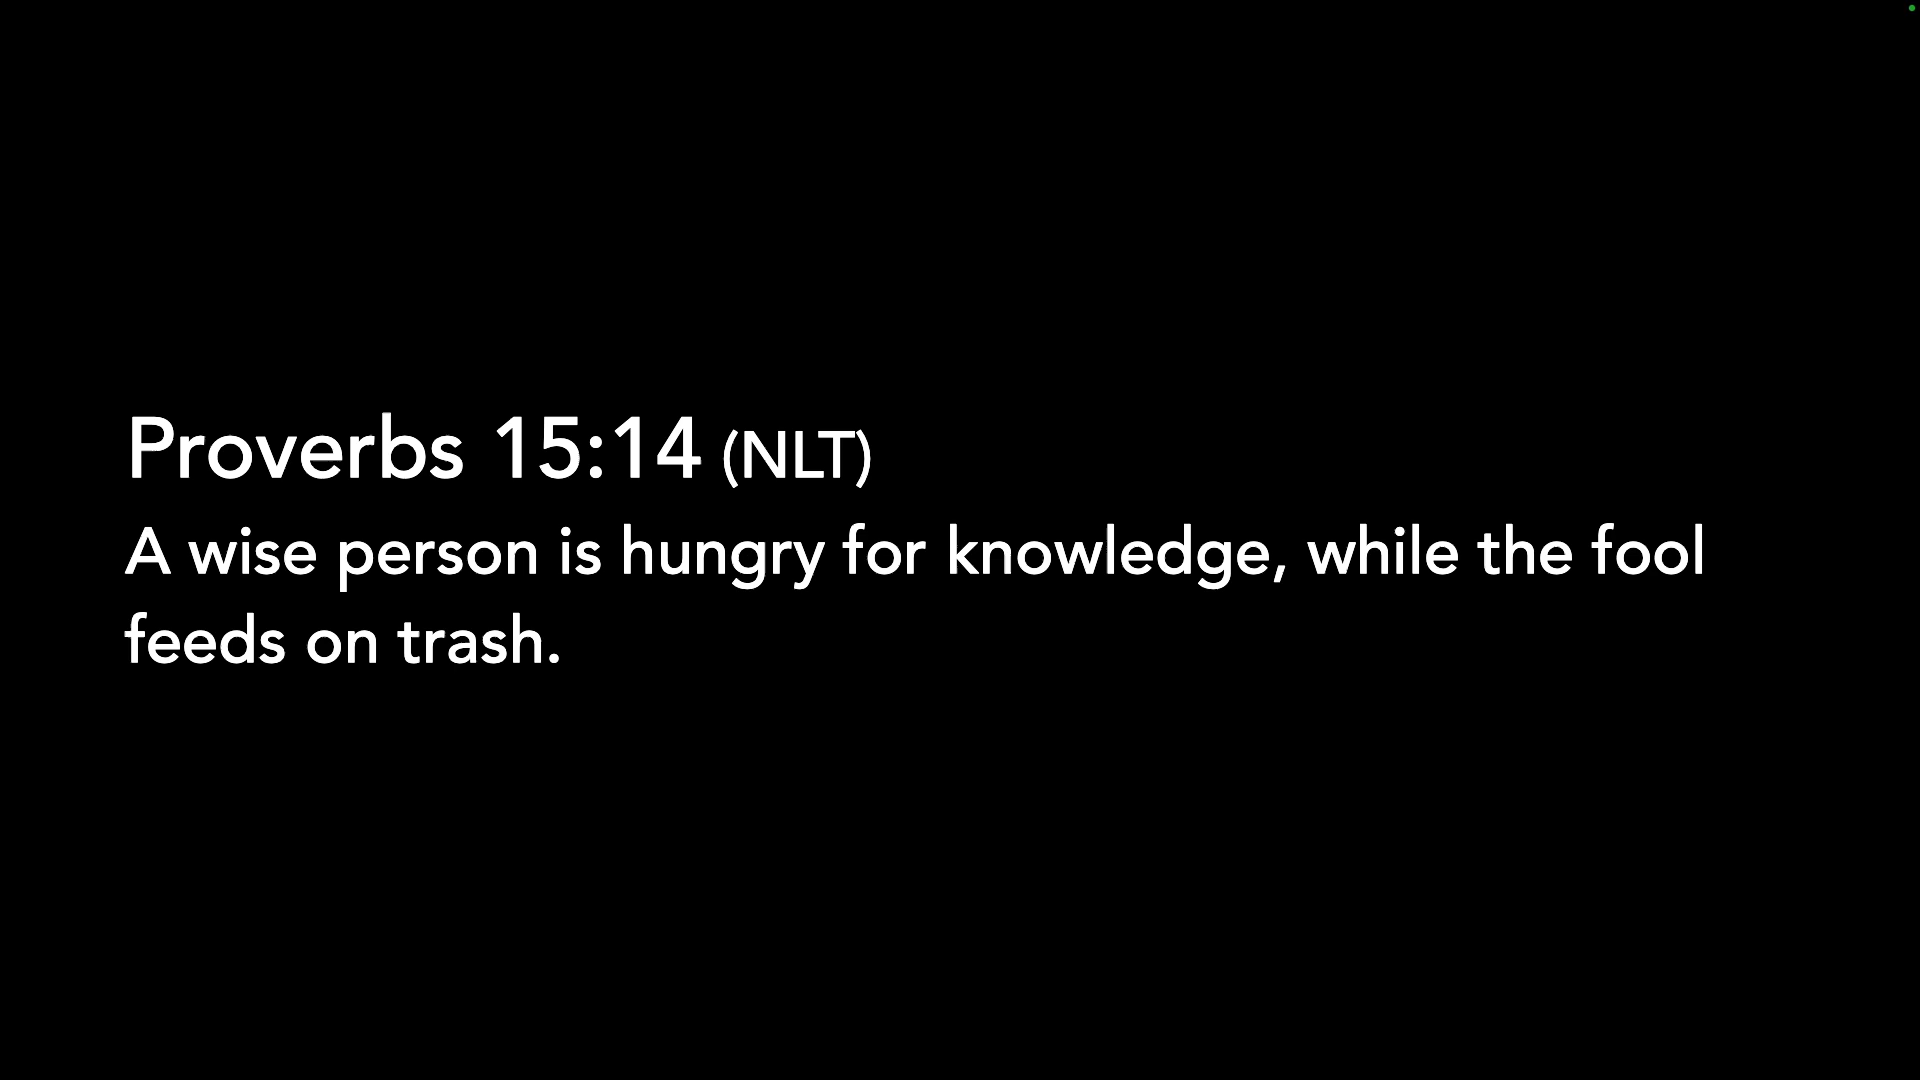 Proverbs 15:14 (NLT)
A wise person is hungry for knowledge, while the fool
feeds on trash.